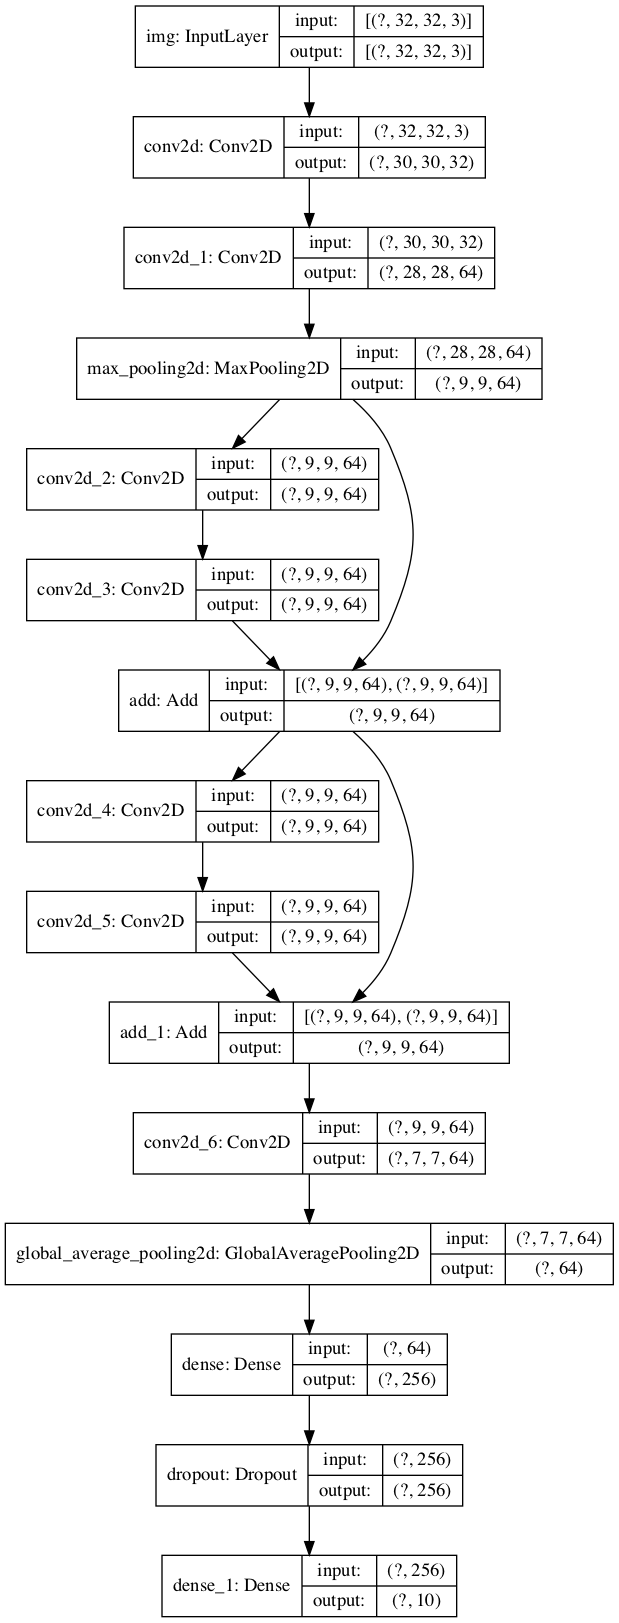 img: InputLayer
input: [(?, 32, 32, 3)]
output: [(?, 32, 32, 3)]
conv2d: Conv2D
input: (?, 32, 32, 3)
output: (?, 30, 30, 32)
conv2d_1: Conv2D
input: (?, 30, 30, 32)
output: (?, 28, 28, 64)
max_pooling2d: MaxPooling2D
input: (?, 28, 28, 64)
output: (?, 9, 9, 64)
conv2d_2: Conv2D
input: (?, 9, 9, 64)
output: (?, 9, 9, 64)
conv2d_3: Conv2D
input: (?, 9, 9, 64)
output: (?, 9, 9, 64)
add: Add
input: [(?, 9, 9, 64), (?, 9, 9, 64)]
output: (?, 9, 9, 64)
conv2d_4: Conv2D
input: (?, 9, 9, 64)
output: (?, 9, 9, 64)
conv2d_5: Conv2D
input: (?, 9, 9, 64)
output: (?, 9, 9, 64)
add_1: Add
input: [(?, 9, 9, 64), (?, 9, 9, 64)]
output: (?, 9, 9, 64)
conv2d_6: Conv2D
input: (?, 9, 9, 64)
output: (?, 7, 7, 64)
global_average_pooling2d: GlobalAveragePooling2D
input: (?, 7, 7, 64)
output: (?, 64)
dense: Dense
input: (?, 64)
output: (?, 256)
dropout: Dropout
input: (?, 256)
output: (?, 256)
dense_1: Dense
input: (?, 256)
output: (?, 10)